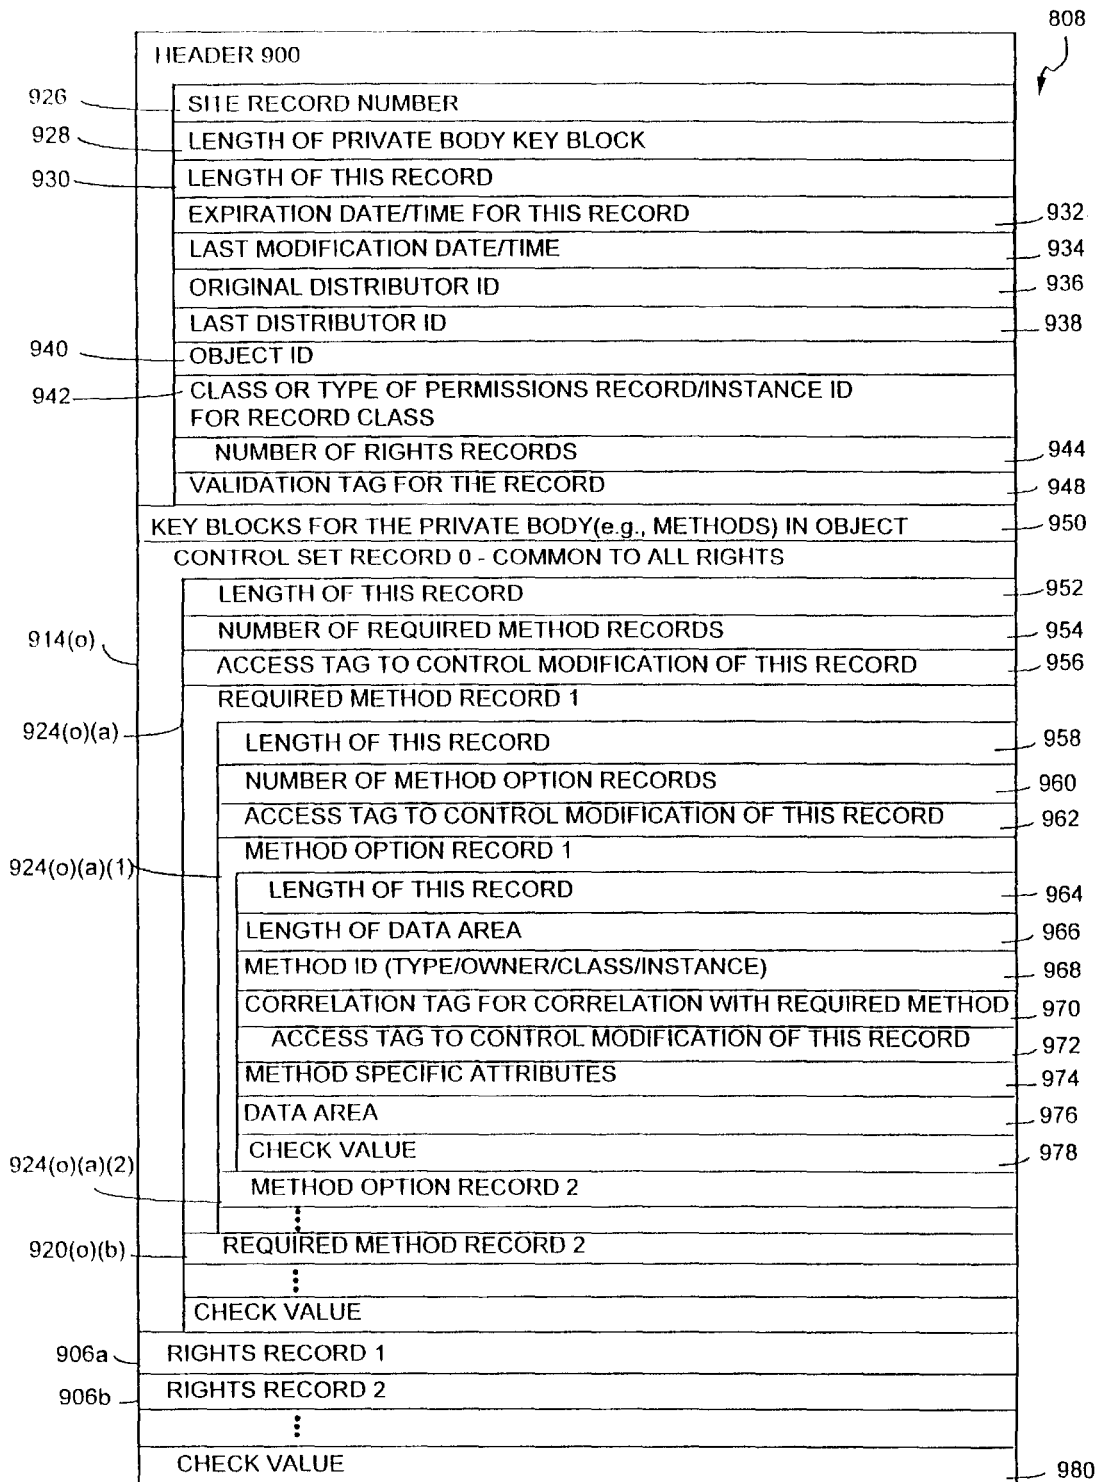 808
HEADER 900
926 SITE RECORD NUMBER
928 LENGTH OF PRIVATE BODY KEY BLOCK
930 LENGTH OF THIS RECORD
EXPIRATION DATE/TIME FOR THIS RECORD 932
LAST MODIFICATION DATE/TIME 934
ORIGINAL DISTRIBUTOR ID 936
LAST DISTRIBUTOR ID 938
940 OBJECT ID
942 CLASS OR TYPE OF PERMISSIONS RECORD/INSTANCE ID
FOR RECORD CLASS
NUMBER OF RIGHTS RECORDS 944
VALIDATION TAG FOR THE RECORD 948
KEY BLOCKS FOR THE PRIVATE BODY(e.g., METHODS) IN OBJECT 950
CONTROL SET RECORD 0 - COMMON TO ALL RIGHTS
LENGTH OF THIS RECORD 952
914(o) NUMBER OF REQUIRED METHOD RECORDS 954
ACCESS TAG TO CONTROL MODIFICATION OF THIS RECORD 956
REQUIRED METHOD RECORD 1
924(o)(a) LENGTH OF THIS RECORD 958
NUMBER OF METHOD OPTION RECORDS 960
ACCESS TAG TO CONTROL MODIFICATION OF THIS RECORD 962
924(o)(a)(1) METHOD OPTION RECORD 1
LENGTH OF THIS RECORD 964
LENGTH OF DATA AREA 966
METHOD ID (TYPE/OWNER/CLASS/INSTANCE) 968
CORRELATION TAG FOR CORRELATION WITH REQUIRED METHOD 970
ACCESS TAG TO CONTROL MODIFICATION OF THIS RECORD 972
METHOD SPECIFIC ATTRIBUTES 974
DATA AREA 976
CHECK VALUE 978
924(o)(a)(2) METHOD OPTION RECORD 2
920(o)(b) REQUIRED METHOD RECORD 2
CHECK VALUE
906a RIGHTS RECORD 1
906b RIGHTS RECORD 2
CHECK VALUE 980